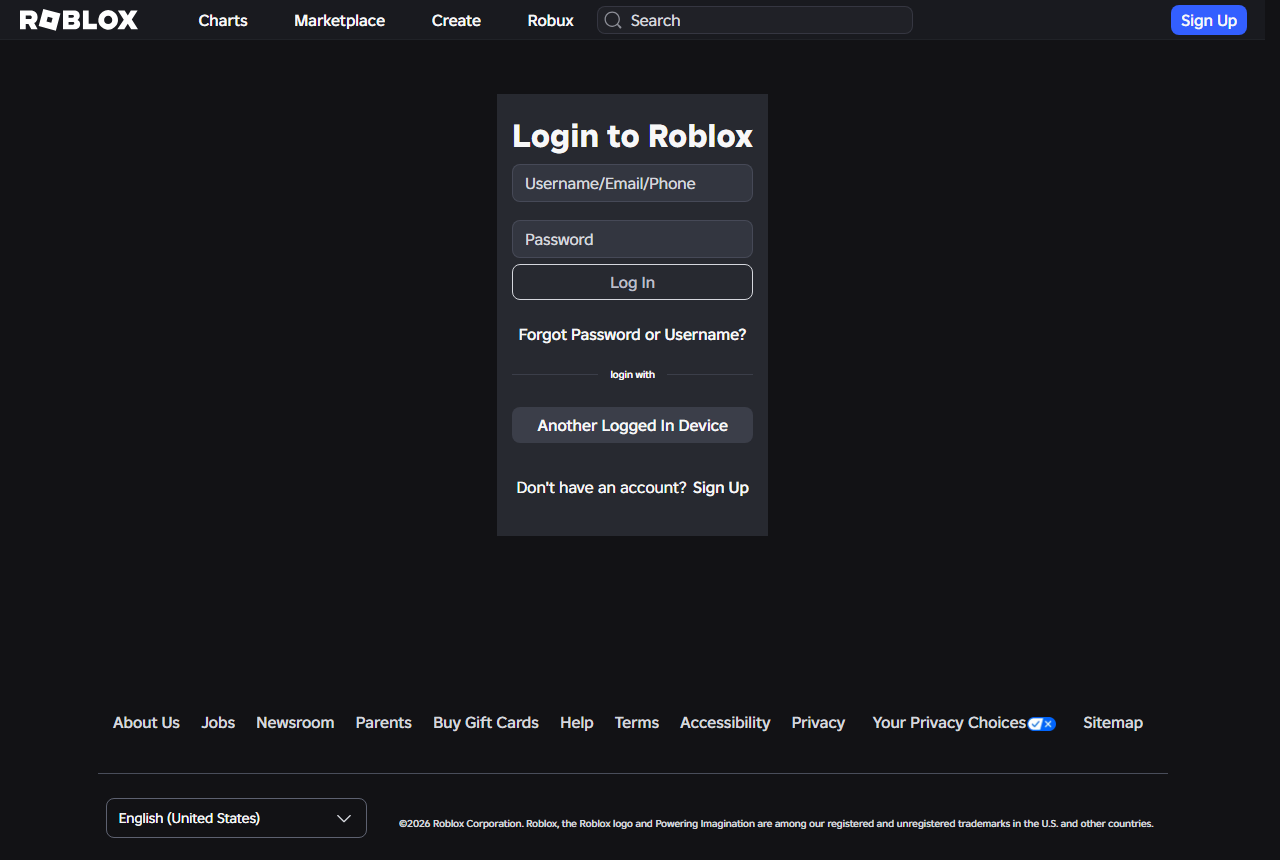 ROBLOX Charts Marketplace Create Robux Search Sign Up
Login to Roblox
Username/Email/Phone
Password
Log In
Forgot Password or Username?
login with
Another Logged In Device
Don't have an account? Sign Up
About Us Jobs Newsroom Parents Buy Gift Cards Help Terms Accessibility Privacy Your Privacy Choices Sitemap
English (United States)
©2026 Roblox Corporation. Roblox, the Roblox logo and Powering Imagination are among our registered and unregistered trademarks in the U.S. and other countries.